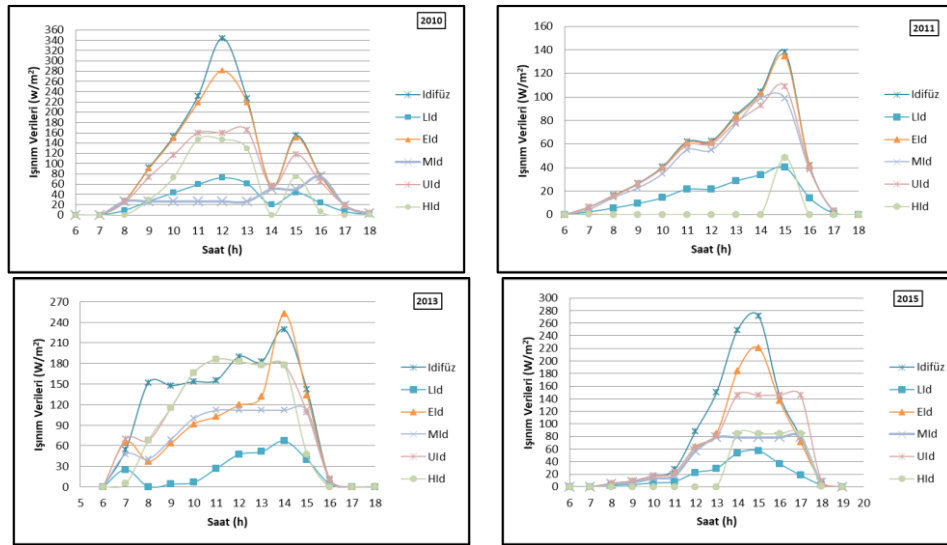 2010
Işınım Verileri (w/m²)
360
340
320
300
280
260
240
220
200
180
160
140
120
100
80
60
40
20
0
6 7 8 9 10 11 12 13 14 15 16 17 18
Saat (h)
Idifüz
LId
EId
MId
UId
HId
2011
Işınım Verileri (W/m²)
160
140
120
100
80
60
40
20
0
6 7 8 9 10 11 12 13 14 15 16 17 18
Saat (h)
Idifüz
LId
EId
MId
UId
HId
2013
Işınım Verileri (W/m²)
270
240
210
180
150
120
90
60
30
0
5 6 7 8 9 10 11 12 13 14 15 16 17 18
Saat (h)
Idifüz
LId
EId
MId
UId
HId
2015
Işınım Verileri (W/m²)
300
280
260
240
220
200
180
160
140
120
100
80
60
40
20
0
6 7 8 9 10 11 12 13 14 15 16 17 18 19 20
Saat (h)
Idifüz
LId
EId
MId
UId
HId